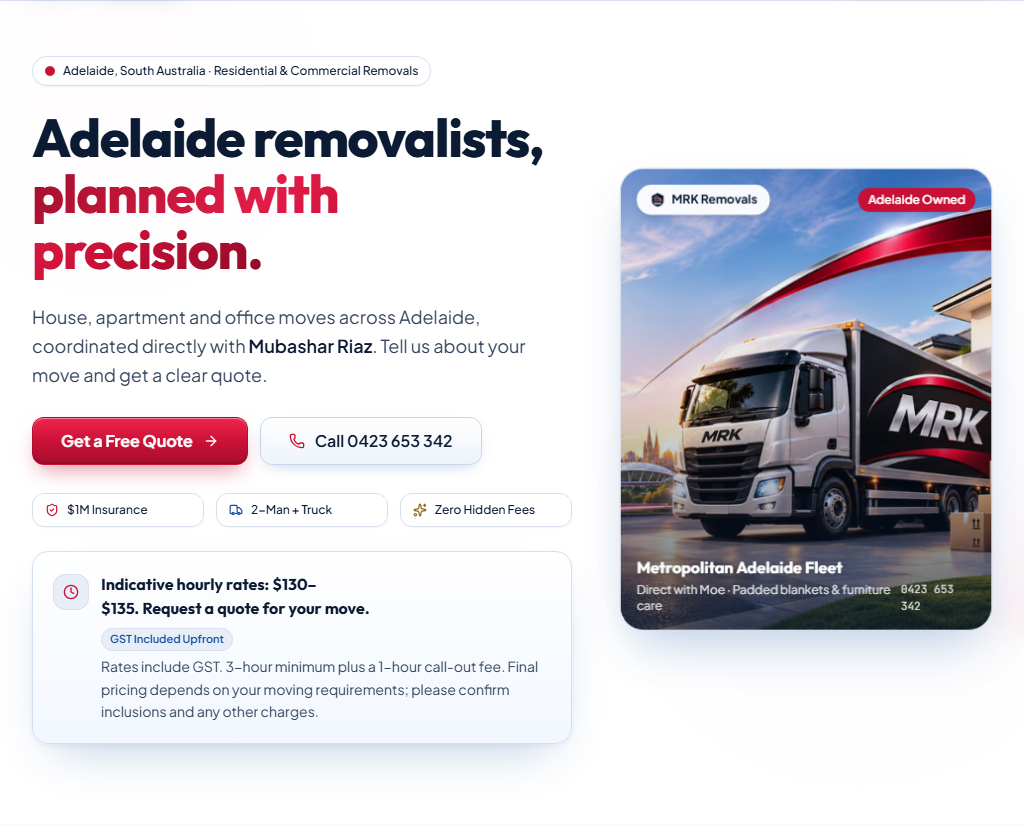 Adelaide, South Australia · Residential & Commercial Removals
Adelaide removalists,
planned with
precision.
House, apartment and office moves across Adelaide,
coordinated directly with Mubashar Riaz. Tell us about your
move and get a clear quote.
Get a Free Quote →
Call 0423 653 342
$1M Insurance
2-Man + Truck
Zero Hidden Fees
Indicative hourly rates: $130–
$135. Request a quote for your move.
GST Included Upfront
Rates include GST. 3-hour minimum plus a 1-hour call-out fee. Final
pricing depends on your moving requirements; please confirm
inclusions and any other charges.
MRK Removals
Adelaide Owned
MRK
MRK
Metropolitan Adelaide Fleet
Direct with Moe · Padded blankets & furniture
care
0423 653
342